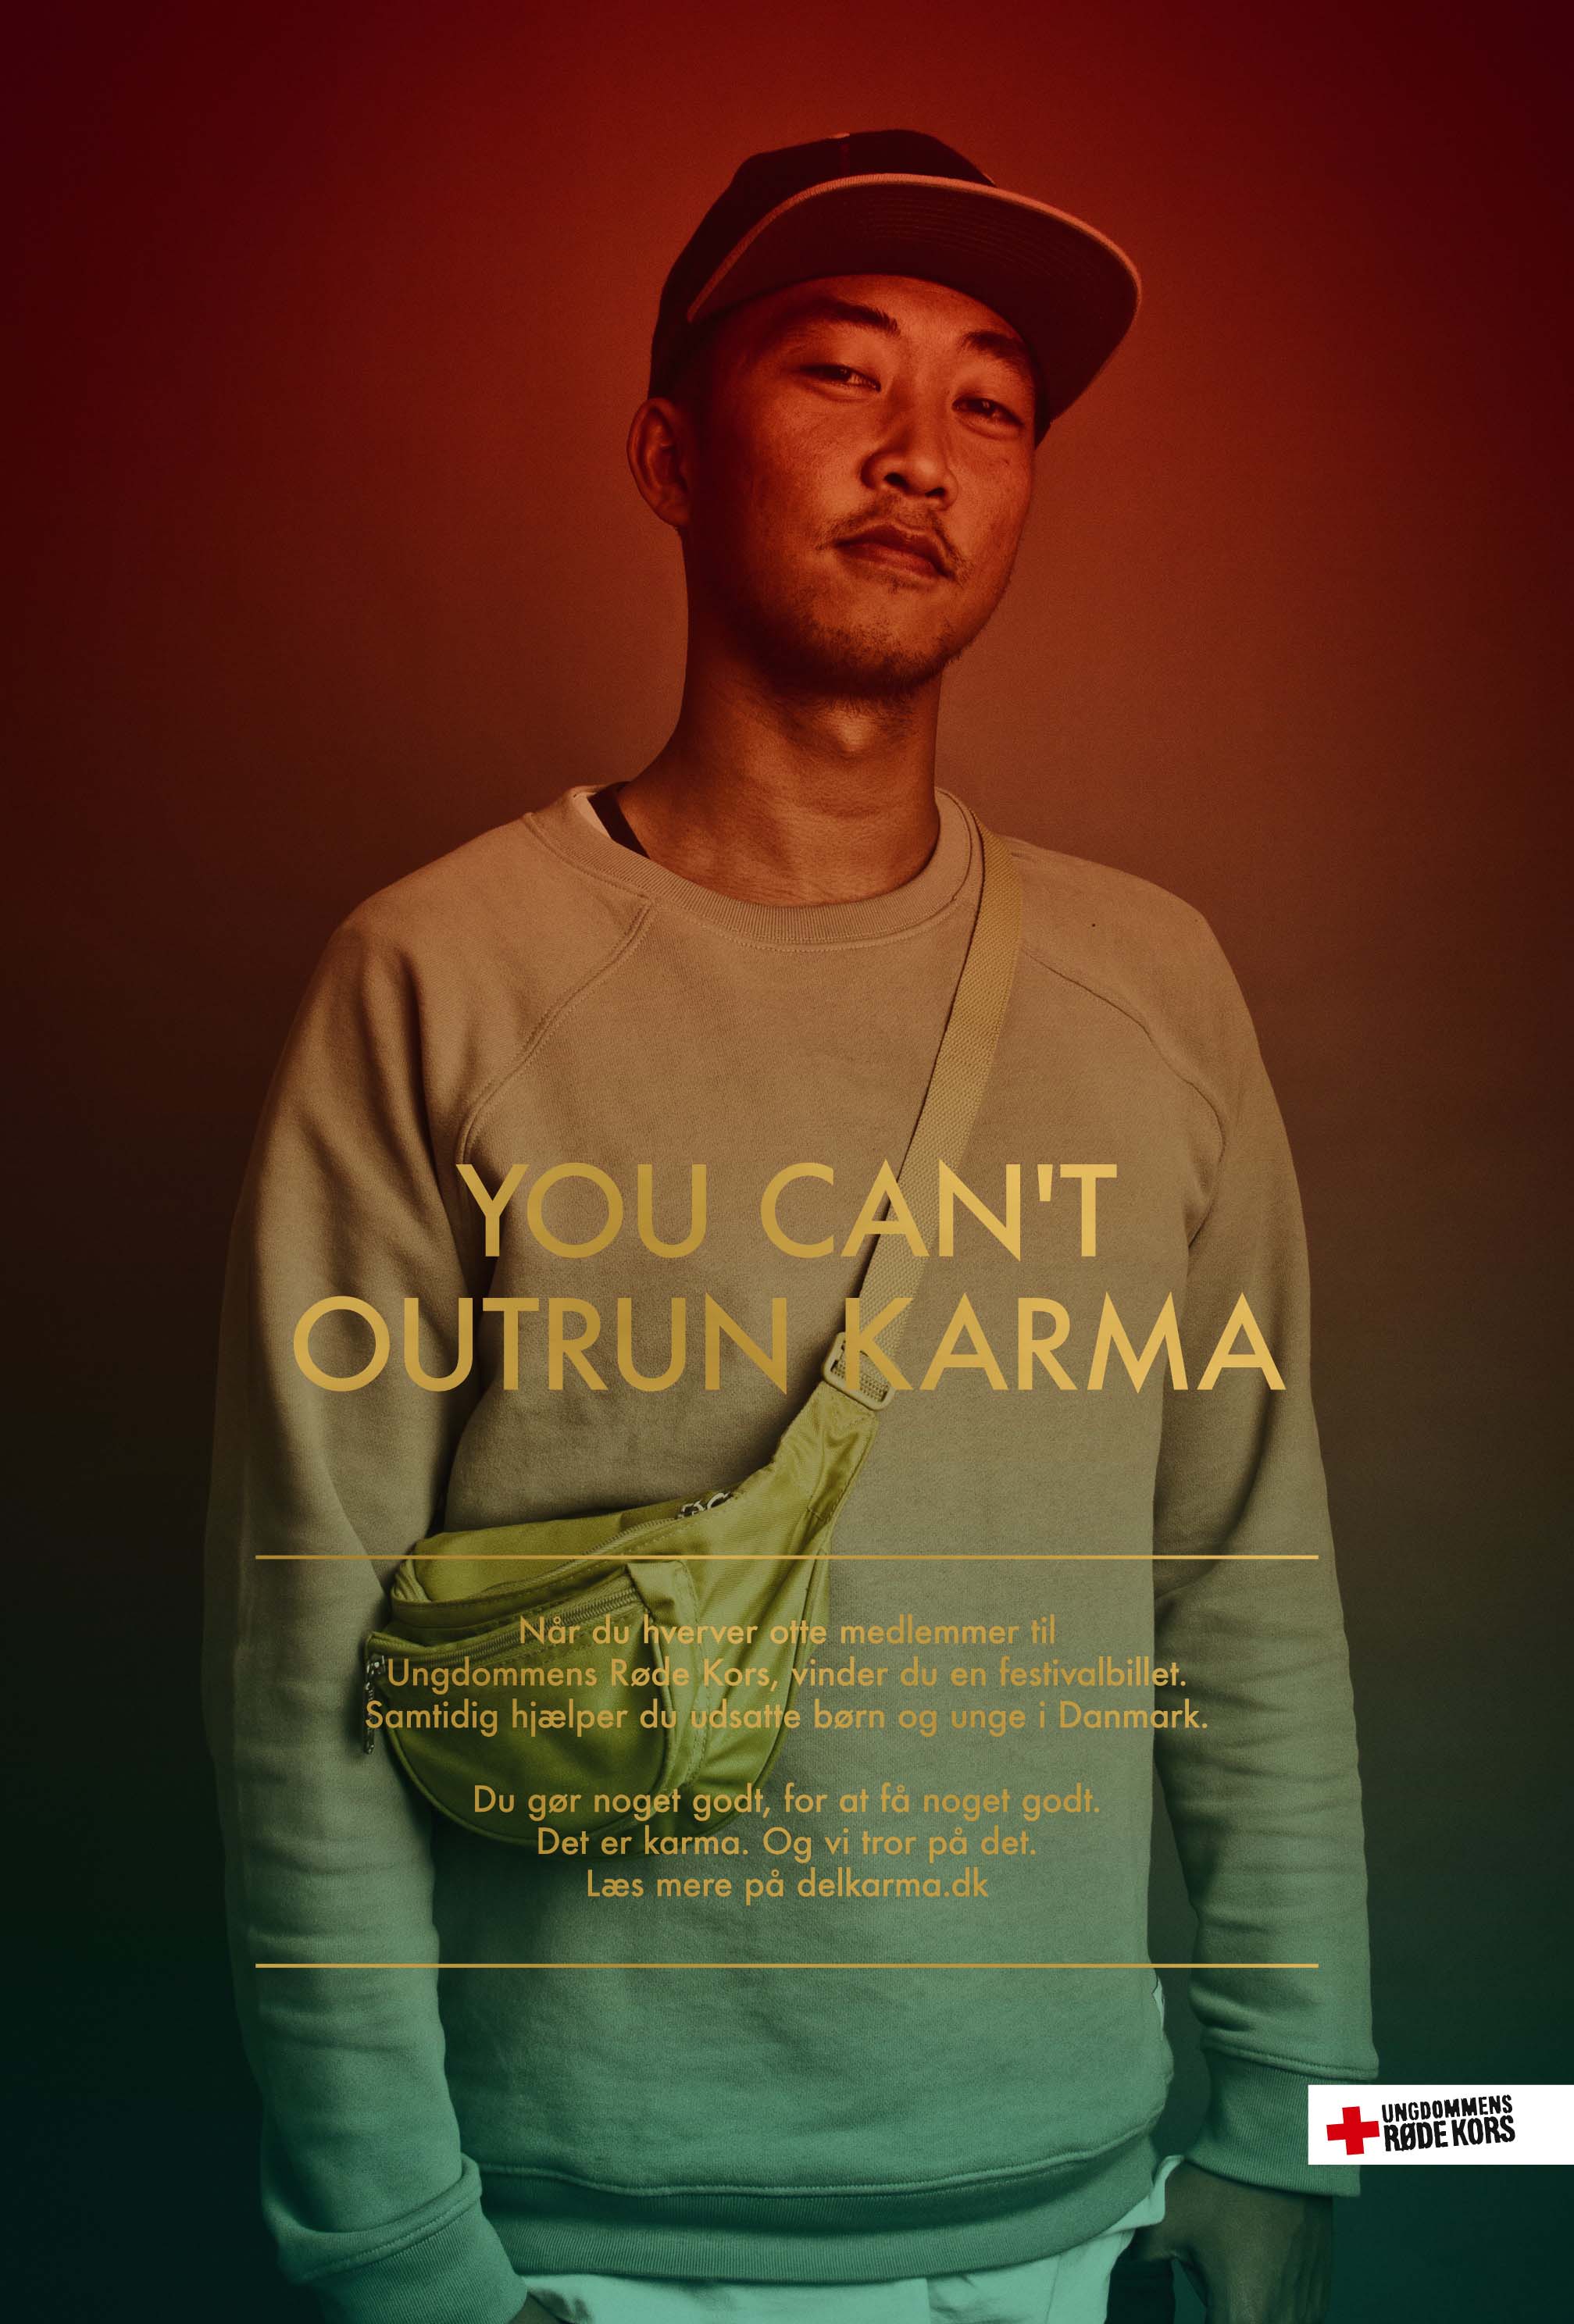 YOU CAN'T
OUTRUN KARMA
Når du hverver otte medlemmer til
Ungdommens Røde Kors, vinder du en festivalbillet.
Samtidig hjælper du udsatte børn og unge i Danmark.
Du gør noget godt, for at få noget godt.
Det er karma. Og vi tror på det.
Læs mere på delkarma.dk
UNGDOMMENS
RØDE KORS